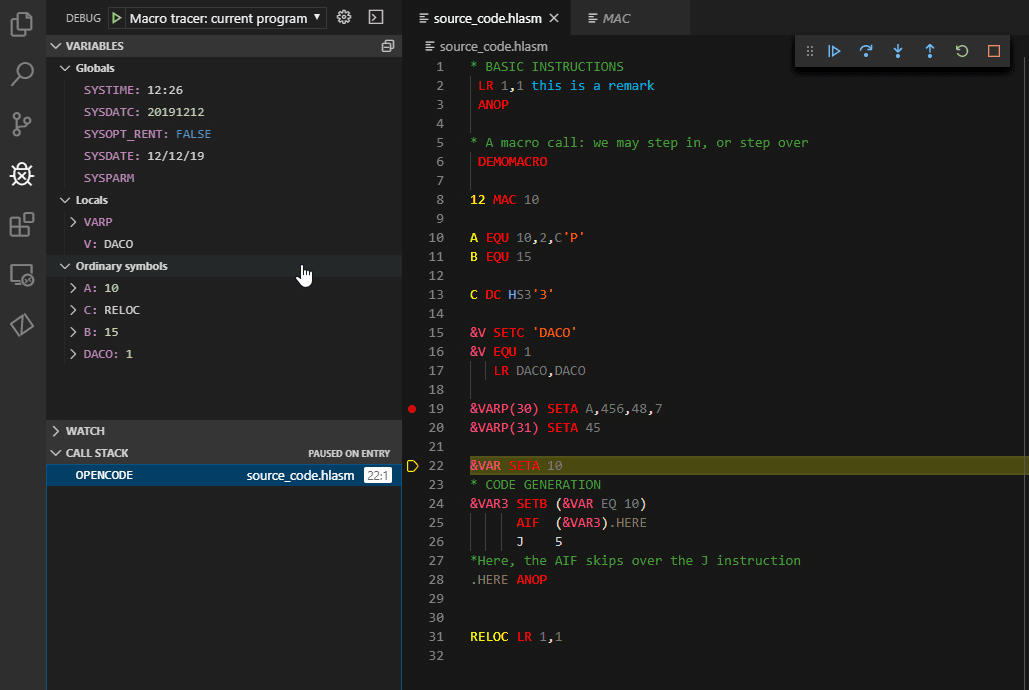 DEBUG Macro tracer: current program
VARIABLES
Globals
SYSTIME: 12:26
SYSDATC: 20191212
SYSOPT_RENT: FALSE
SYSDATE: 12/12/19
SYSPARM
Locals
VARP
V: DACO
Ordinary symbols
A: 10
C: RELOC
B: 15
DACO: 1
WATCH
CALL STACK PAUSED ON ENTRY
OPENCODE source_code.hlasm 22:1
source_code.hlasm MAC
source_code.hlasm
1 * BASIC INSTRUCTIONS
2 LR 1,1 this is a remark
3 ANOP
4
5 * A macro call: we may step in, or step over
6 DEMOMACRO
7
8 12 MAC 10
9
10 A EQU 10,2,C'P'
11 B EQU 15
12
13 C DC HS3'3'
14
15 &V SETC 'DACO'
16 &V EQU 1
17 LR DACO,DACO
18
19 &VARP(30) SETA A,456,48,7
20 &VARP(31) SETA 45
21
22 &VAR SETA 10
23 * CODE GENERATION
24 &VAR3 SETB (&VAR EQ 10)
25 AIF (&VAR3).HERE
26 J 5
27 *Here, the AIF skips over the J instruction
28 .HERE ANOP
29
30
31 RELOC LR 1,1
32